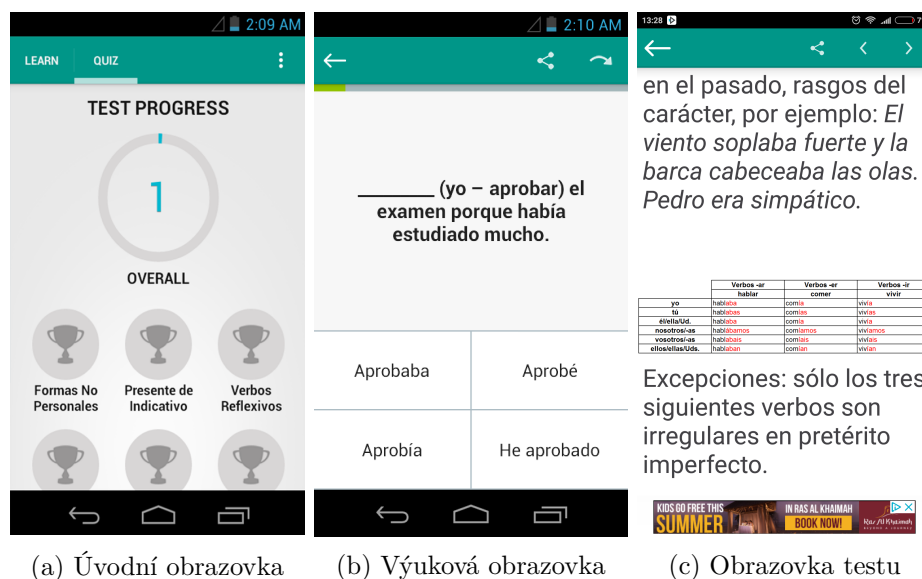 2:09 AM
LEARN
QUIZ
TEST PROGRESS
1
OVERALL
Formas No
Personales
Presente de
Indicativo
Verbos
Reflexivos
(a) Úvodní obrazovka
2:10 AM
________ (yo – aprobar) el
examen porque había
estudiado mucho.
Aprobaba
Aprobé
Aprobía
He aprobado
(b) Výuková obrazovka
13:28
7
en el pasado, rasgos del
carácter, por ejemplo: El
viento soplaba fuerte y la
barca cabeceaba las olas.
Pedro era simpático.
Verbos -ar Verbos -er Verbos -ir
hablar comer vivir
yo hablaba comía vivía
tú hablabas comías vivías
él/ella/Ud. hablaba comía vivía
nosotros/-as hablábamos comíamos vivíamos
vosotros/-as hablabais comíais vivíais
ellos/ellas/Uds. hablaban comían vivían
Excepciones: sólo los tres
siguientes verbos son
irregulares en pretérito
imperfecto.
KIDS GO FREE THIS
SUMMER
IN RAS AL KHAIMAH
BOOK NOW!
Ras Al Khaimah
(c) Obrazovka testu